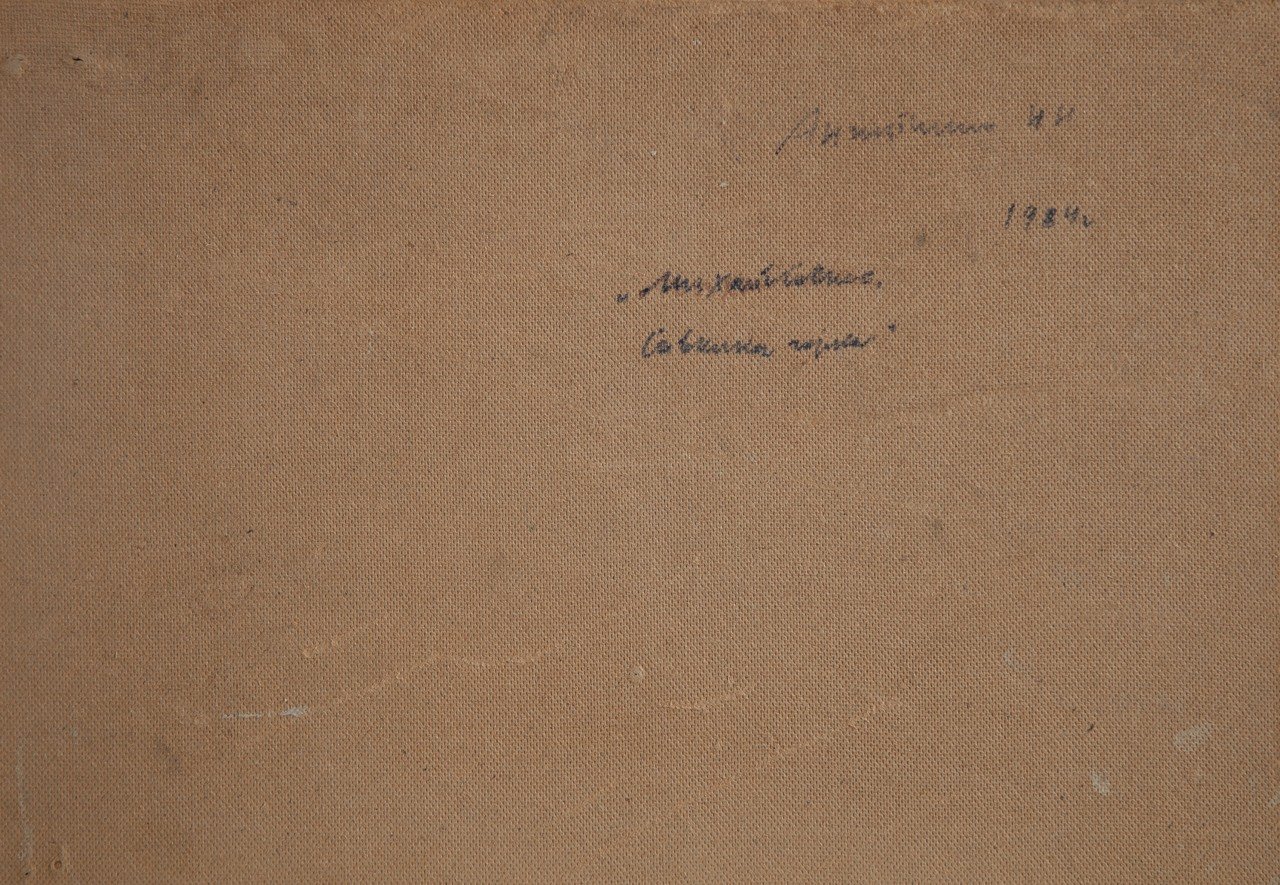 1984г
„Михайловское.
Савкина горка"